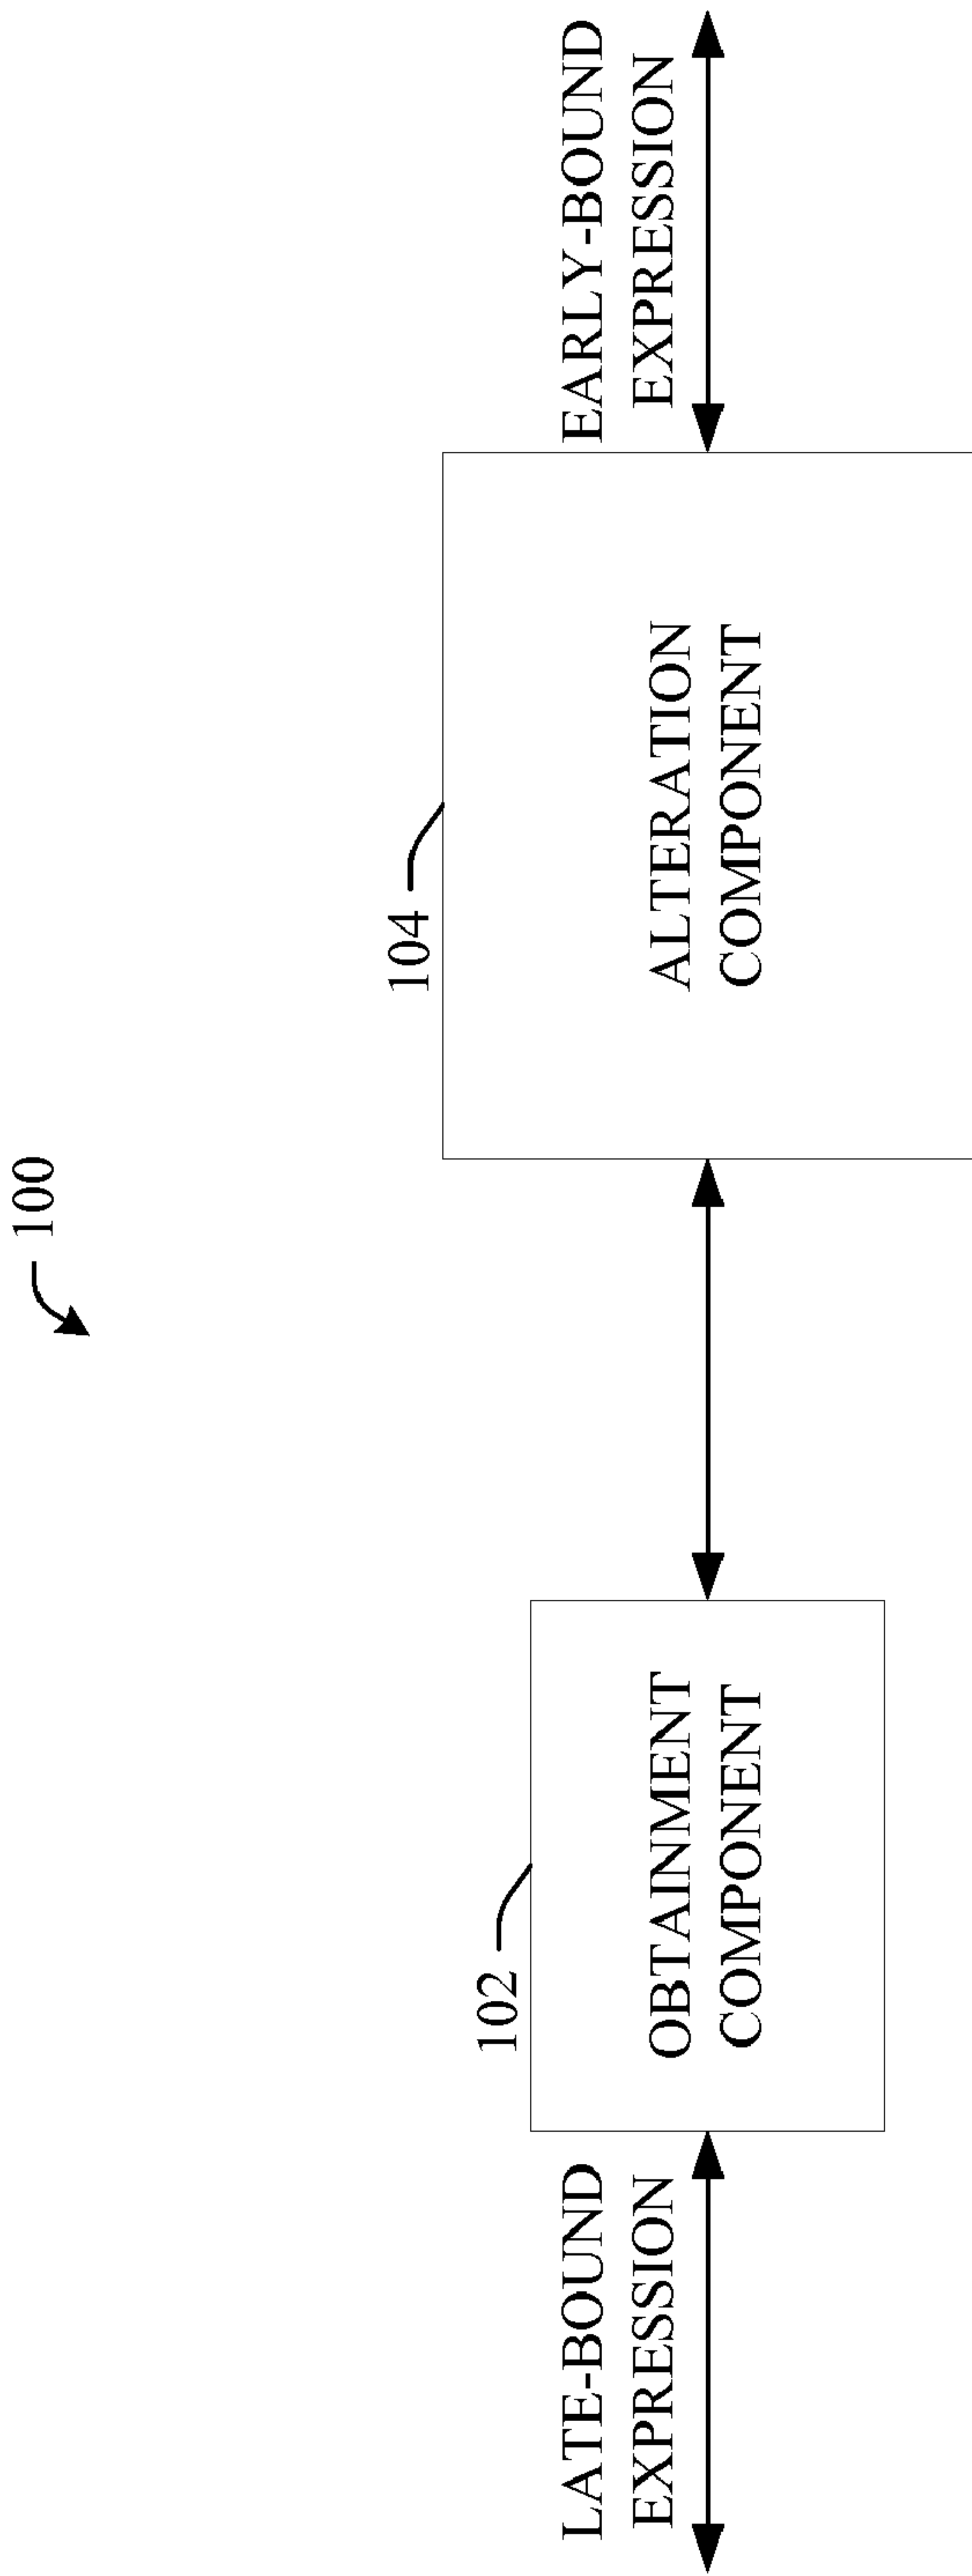 100
LATE-BOUND
EXPRESSION
102
OBTAINMENT
COMPONENT
104
ALTERATION
COMPONENT
EARLY-BOUND
EXPRESSION